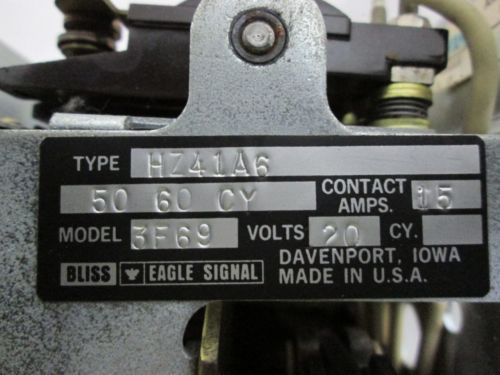 TYPE HZ41A6
50 60 CY CONTACT AMPS. 15
MODEL 3F69 VOLTS 20 CY.
BLISS EAGLE SIGNAL DAVENPORT, IOWA
MADE IN U.S.A.